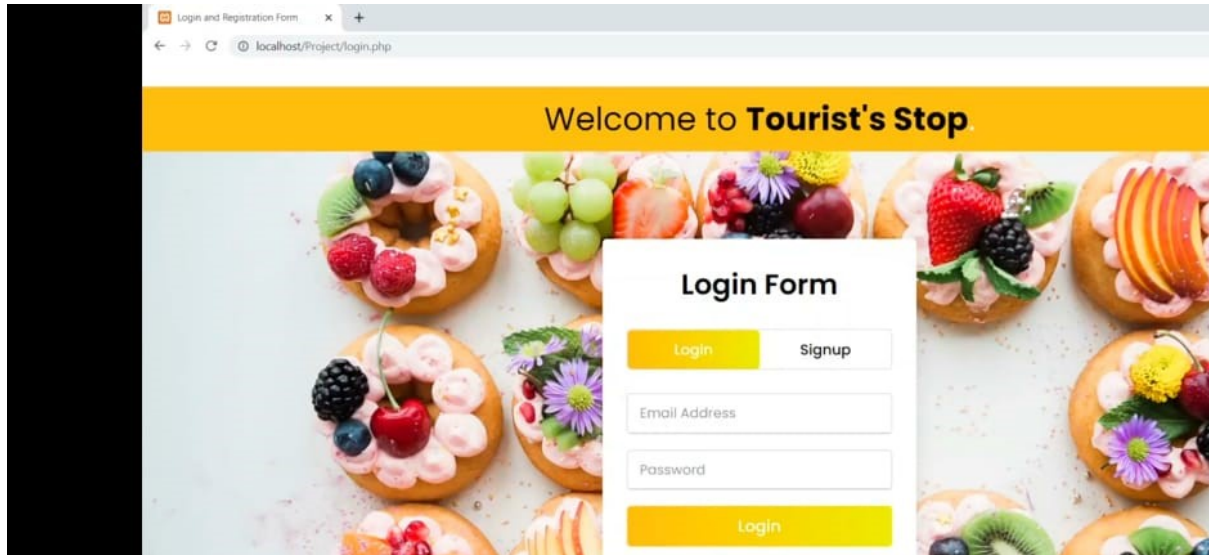 Login and Registration Form
localhost/Project/login.php
Welcome to Tourist's Stop.
Login Form
Login Signup
Email Address
Password
Login